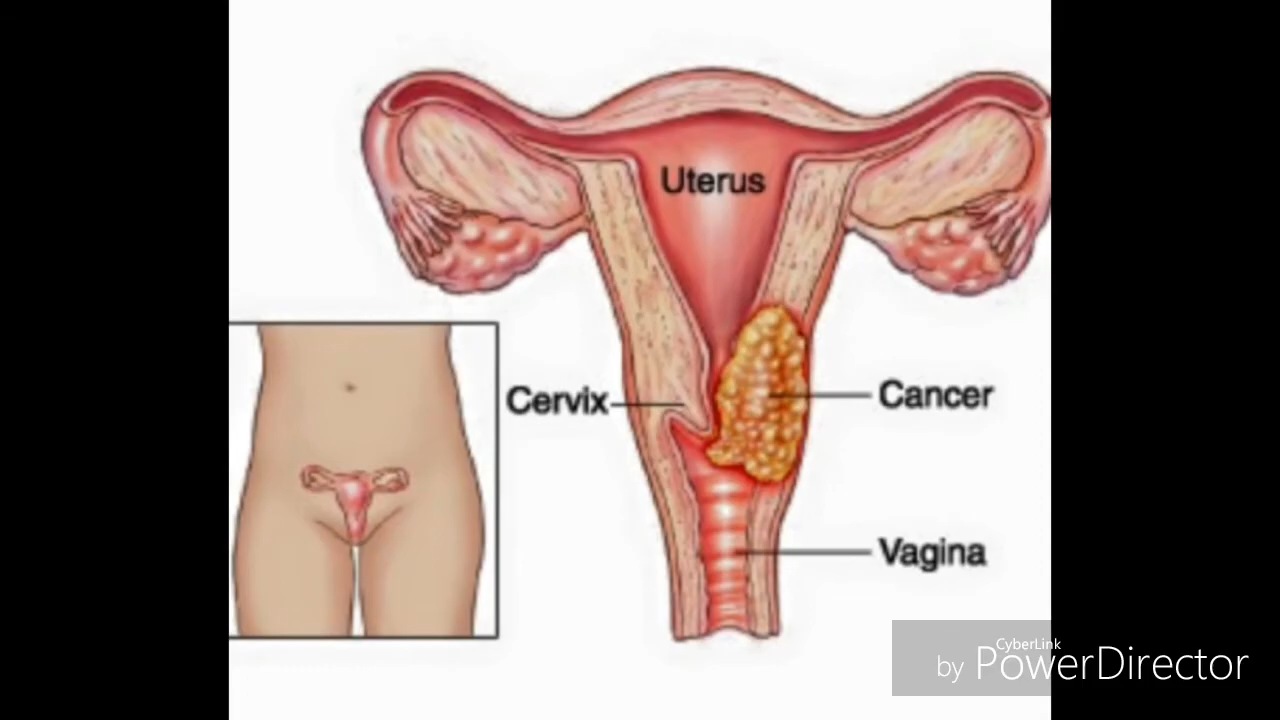 Uterus
Cervix
Cancer
Vagina
CyberLink
by PowerDirector